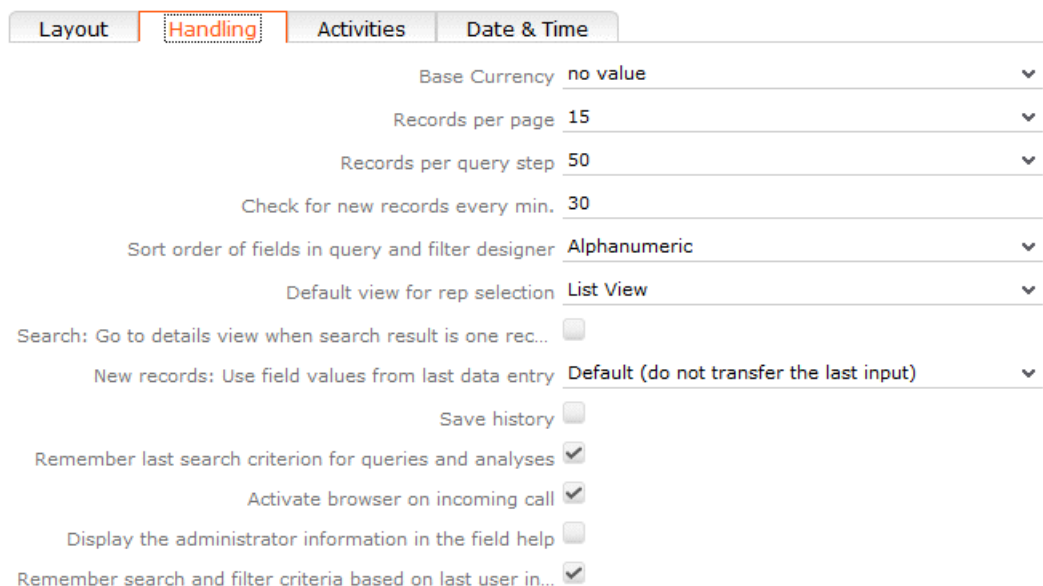 Layout Handling Activities Date & Time
Base Currency no value
Records per page 15
Records per query step 50
Check for new records every min. 30
Sort order of fields in query and filter designer Alphanumeric
Default view for rep selection List View
Search: Go to details view when search result is one rec...
New records: Use field values from last data entry Default (do not transfer the last input)
Save history
Remember last search criterion for queries and analyses
Activate browser on incoming call
Display the administrator information in the field help
Remember search and filter criteria based on last user in...